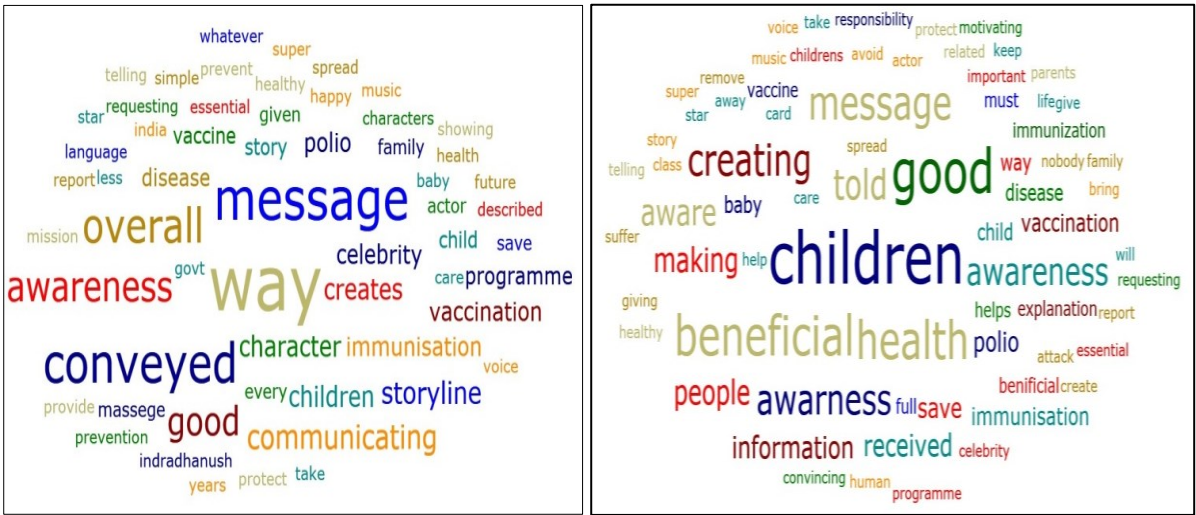 whatever
super
telling simple prevent spread
healthy
requesting essential happy music
star given characters
india vaccine showing
language story polio family health
report less disease baby future
message actor described
mission overall child save
celebrity
govt way care programme
awareness creates
vaccination
conveyed character immunisation
voice
every children storyline
provide massege good
prevention communicating
indradhanush
protect take
years
voice take responsibility protect motivating
music childrens avoid actor related keep
remove important parents
super away vaccine message must lifegive
star card
immunization
story spread
creating good way nobody family
telling class told disease bring
aware baby care
vaccination
suffer child
making help children awareness will
requesting
giving helps explanation report
healthy beneficial health polio
attack essential
people awarness benificial create
full save immunisation
information received celebrity
convincing human
programme